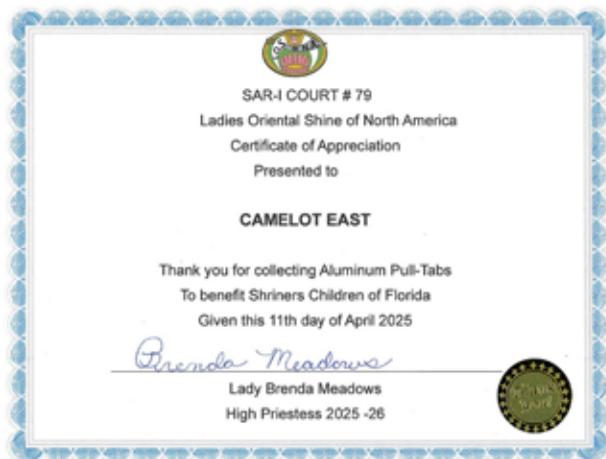 SAR-I COURT # 79
Ladies Oriental Shine of North America
Certificate of Appreciation
Presented to
CAMELOT EAST
Thank you for collecting Aluminum Pull-Tabs
To benefit Shriners Children of Florida
Given this 11th day of April 2025
Brenda Meadows
Lady Brenda Meadows
High Priestess 2025 -26